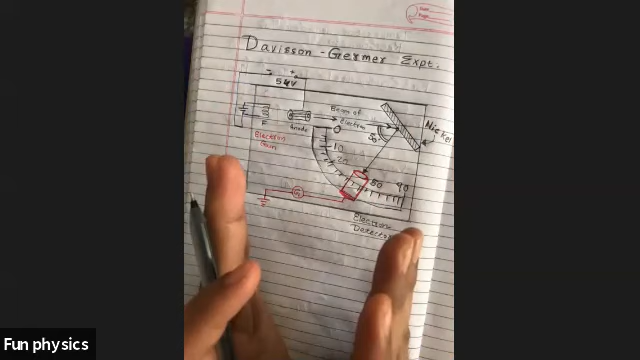 Davisson - Germer Expt.
54V
Beam of
electron
Nickel
F
Anode
Electron
Gun
50
0
10
20
50
90
Electron
Detector
Fun physics